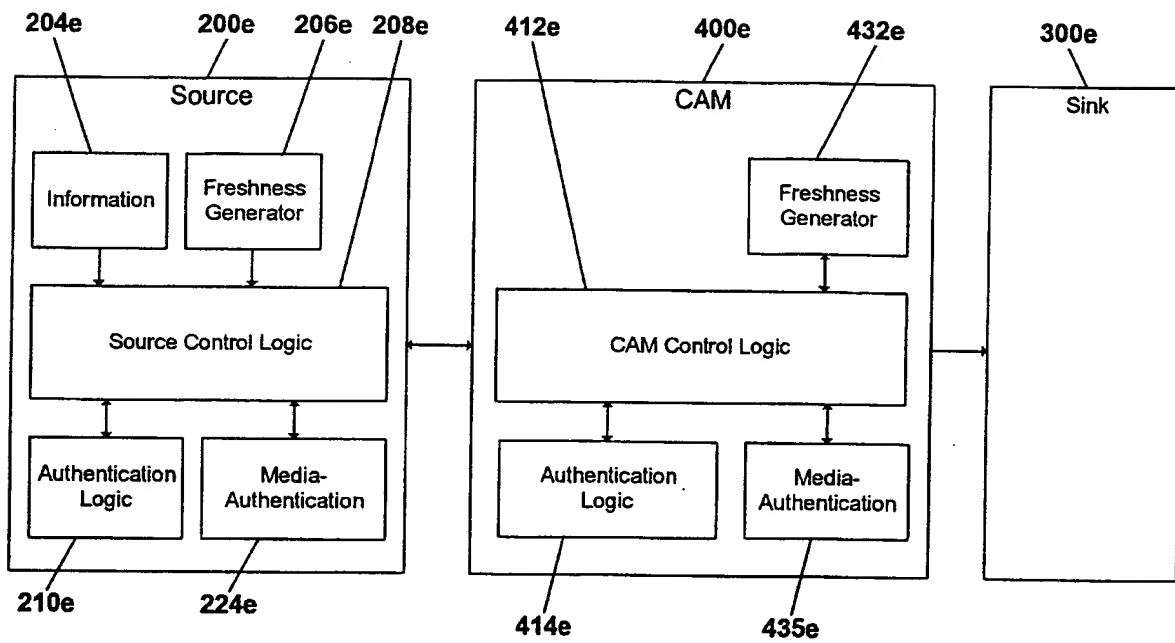 204e 200e 206e 208e 412e 400e 432e 300e
Source
CAM
Sink
Information
Freshness
Generator
Freshness
Generator
Source Control Logic
CAM Control Logic
Authentication
Logic
Media-
Authentication
Authentication
Logic
Media-
Authentication
210e 224e 414e 435e